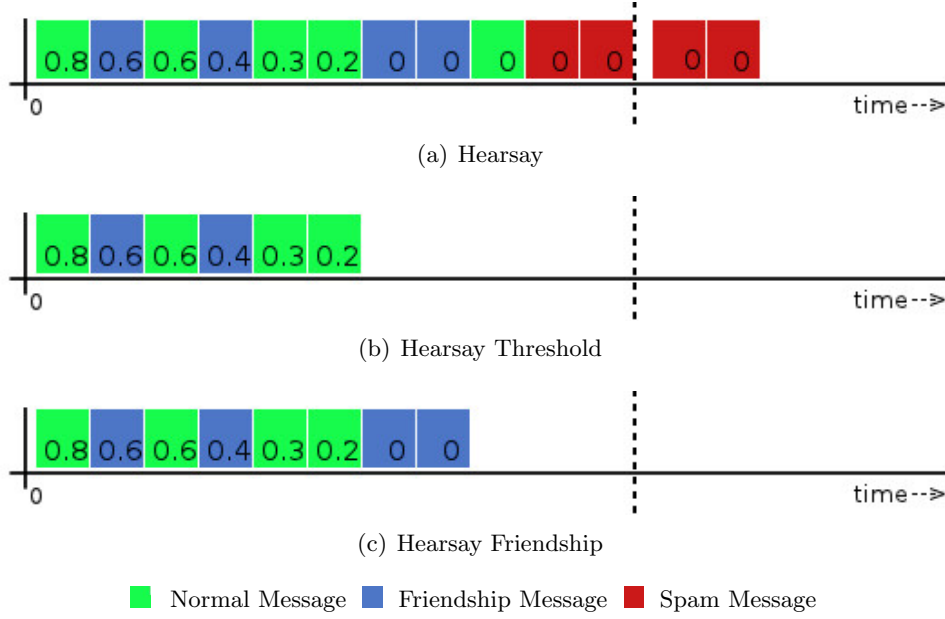 0.8 0.6 0.6 0.4 0.3 0.2 0 0 0 0 0 0 0
0 time-->
(a) Hearsay
0.8 0.6 0.6 0.4 0.3 0.2
0 time-->
(b) Hearsay Threshold
0.8 0.6 0.6 0.4 0.3 0.2 0 0
0 time-->
(c) Hearsay Friendship
Normal Message Friendship Message Spam Message